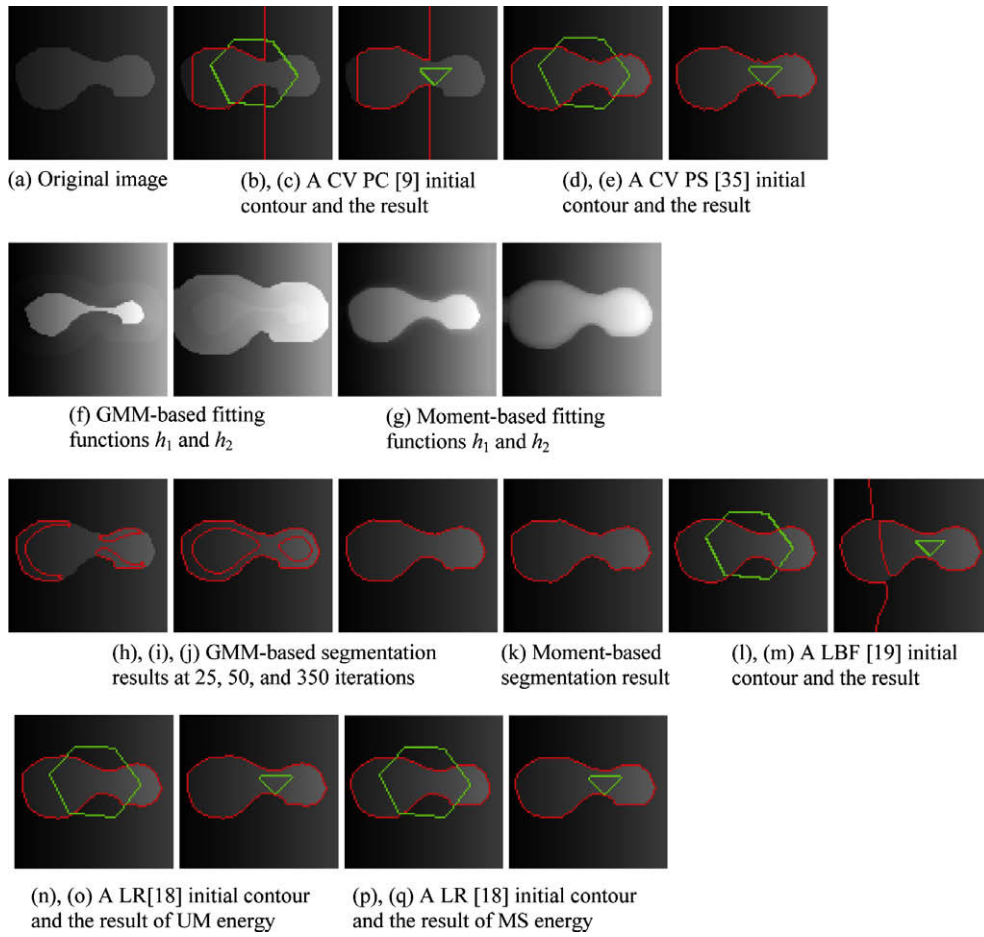 (a) Original image
(b), (c) A CV PC [9] initial
contour and the result
(d), (e) A CV PS [35] initial
contour and the result
(f) GMM-based fitting
functions h1 and h2
(g) Moment-based fitting
functions h1 and h2
(h), (i), (j) GMM-based segmentation
results at 25, 50, and 350 iterations
(k) Moment-based
segmentation result
(l), (m) A LBF [19] initial
contour and the result
(n), (o) A LR[18] initial contour
and the result of UM energy
(p), (q) A LR [18] initial contour
and the result of MS energy